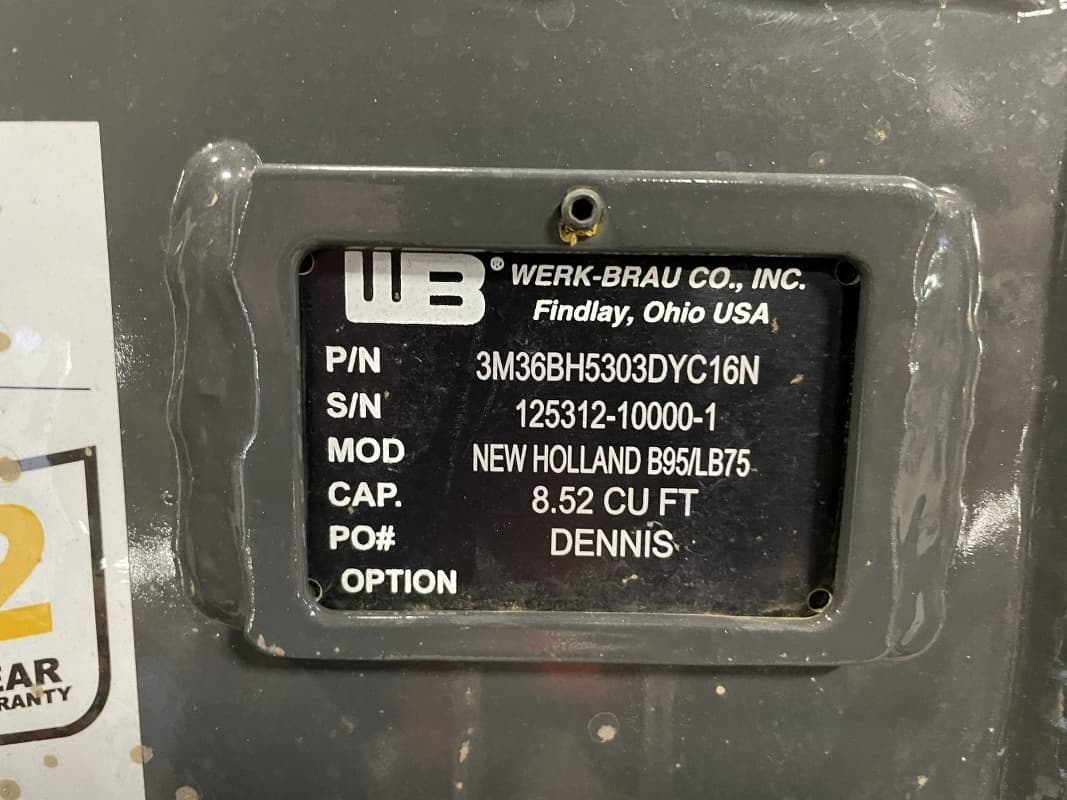 WB® WERK-BRAU CO., INC.
Findlay, Ohio USA
P/N 3M36BH5303DYC16N
S/N 125312-10000-1
MOD NEW HOLLAND B95/LB75
CAP. 8.52 CU FT
PO# DENNIS
OPTION
2
EAR
RANTY